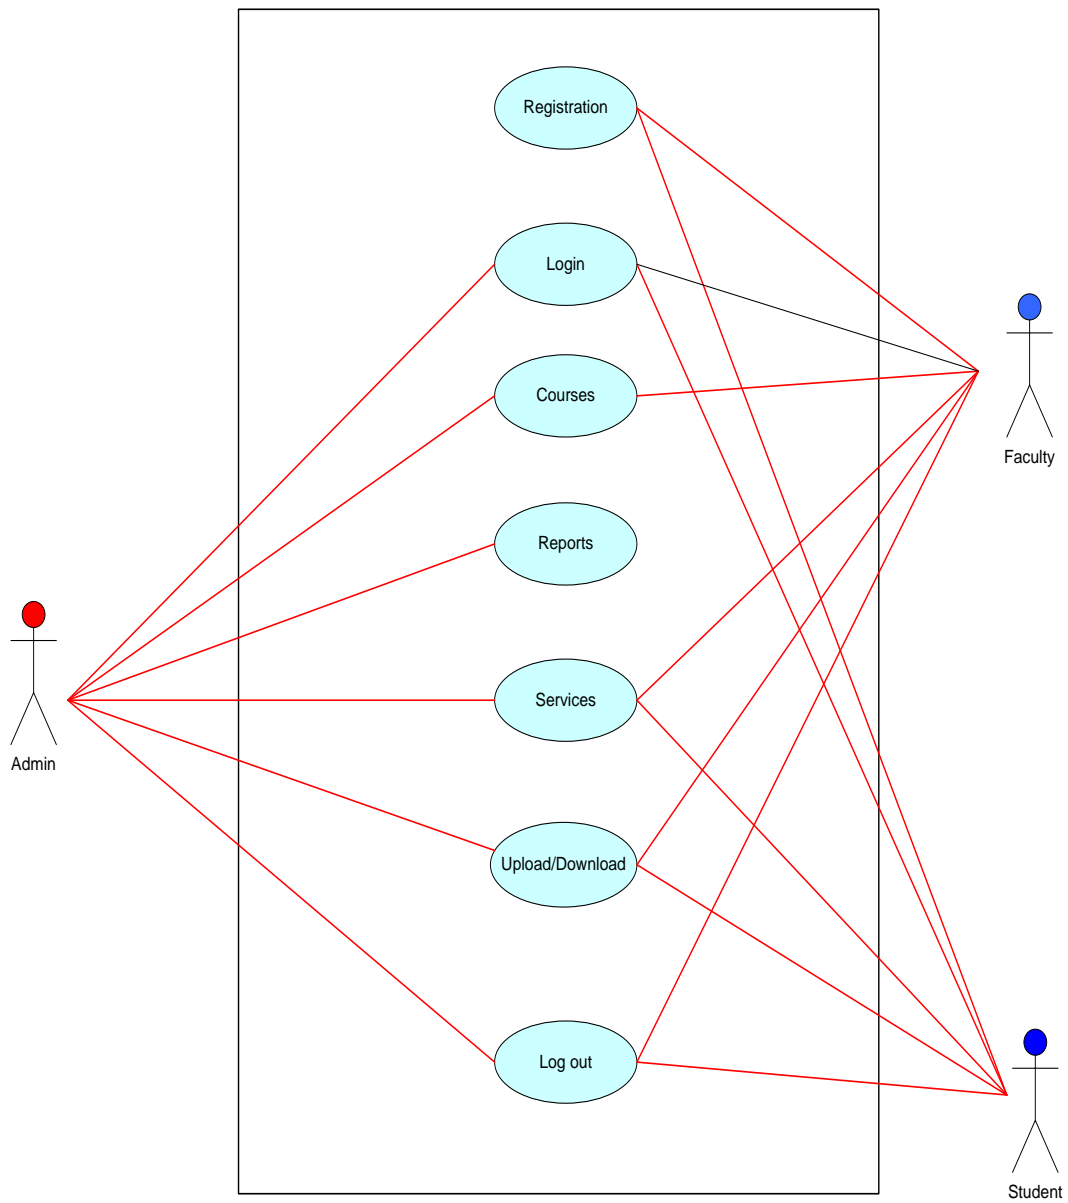 Registration
Login
Courses
Faculty
Reports
Services
Admin
Upload/Download
Log out
Student